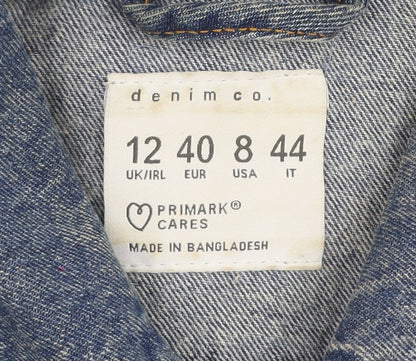 denim co.
12 40 8 44
UK/IRL EUR USA IT
PRIMARK®
CARES
MADE IN BANGLADESH